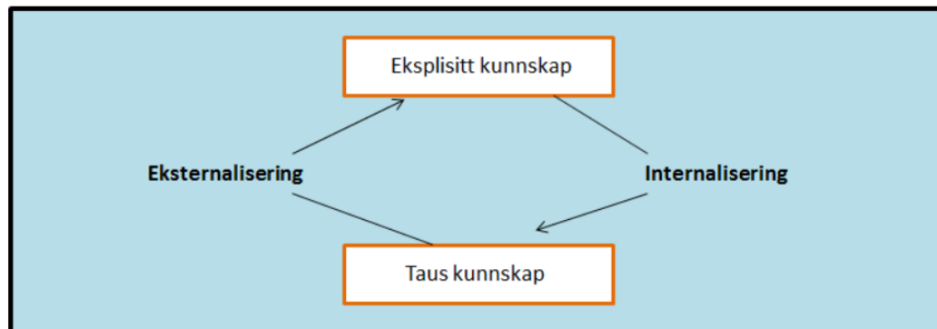 Eksplisitt kunnskap
Eksternalisering
Internalisering
Taus kunnskap